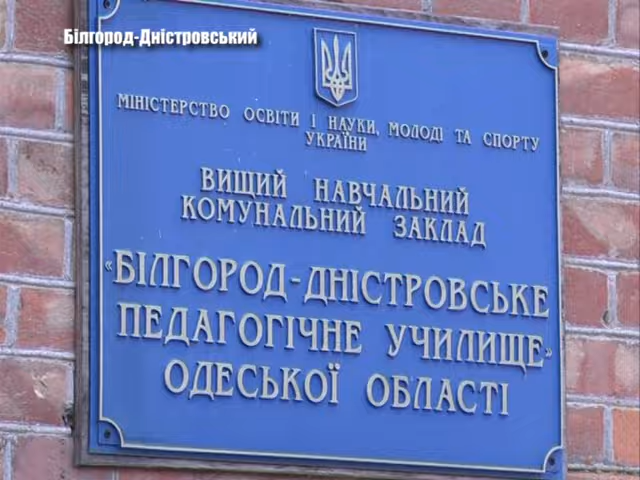 Білгород-Дністровський
МІНІСТЕРСТВО ОСВІТИ І НАУКИ, МОЛОДІ ТА СПОРТУ
УКРАЇНИ
ВИЩИЙ НАВЧАЛЬНИЙ
КОМУНАЛЬНИЙ ЗАКЛАД
«БІЛГОРОД-ДНІСТРОВСЬКЕ
ПЕДАГОГІЧНЕ УЧИЛИЩЕ»
ОДЕСЬКОЇ ОБЛАСТІ